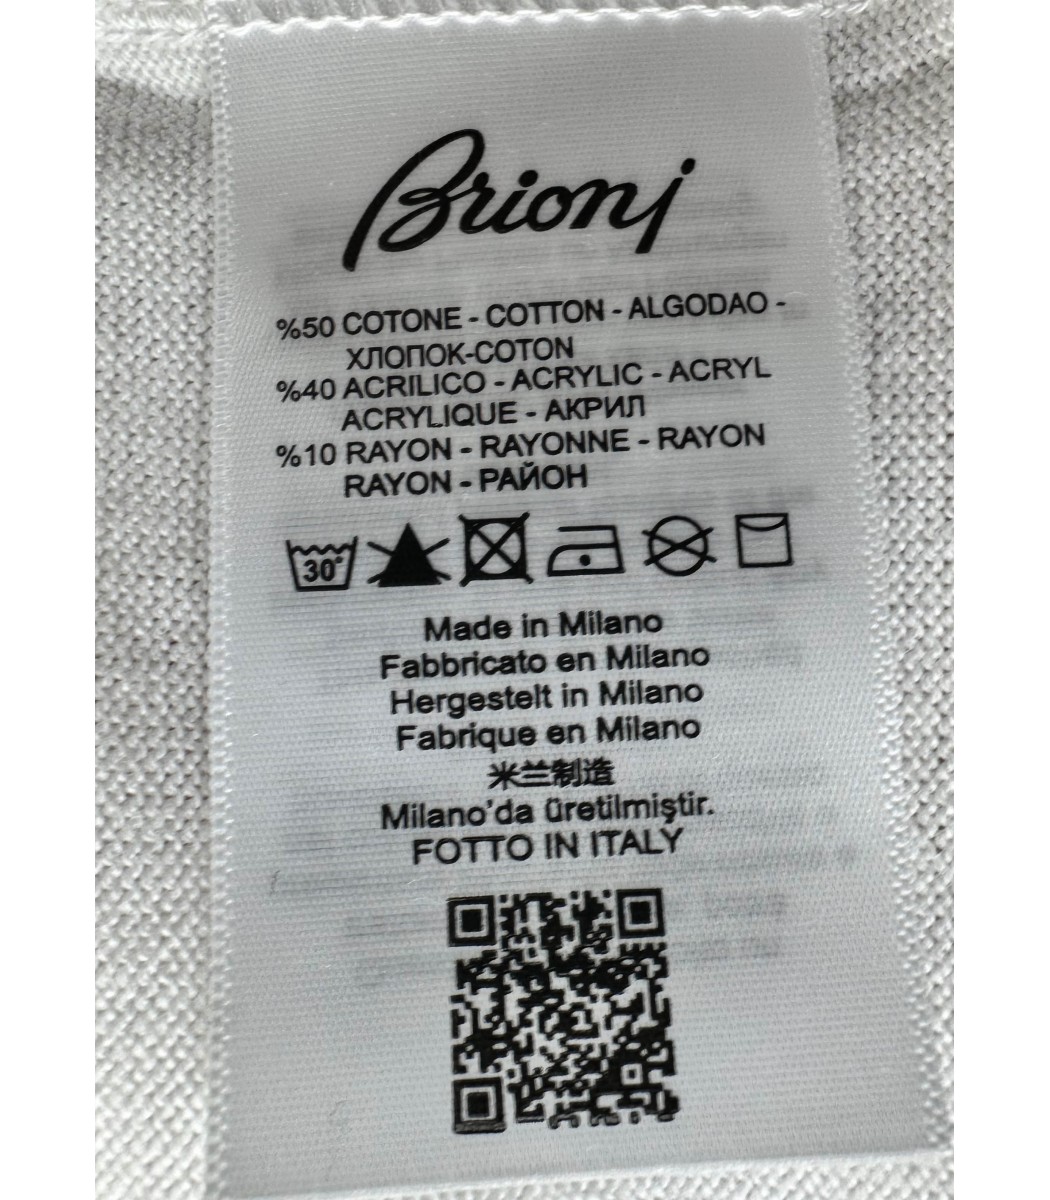 Brioni
%50 COTONE - COTTON - ALGODAO -
ХЛОПОК-COTON
%40 ACRILICO - ACRYLIC - ACRYL
ACRYLIQUE - АКРИЛ
%10 RAYON - RAYONNE - RAYON
RAYON - РАЙОН
30°
Made in Milano
Fabbricato en Milano
Hergestelt in Milano
Fabrique en Milano
米兰制造
Milano'da üretilmiştir.
FOTTO IN ITALY